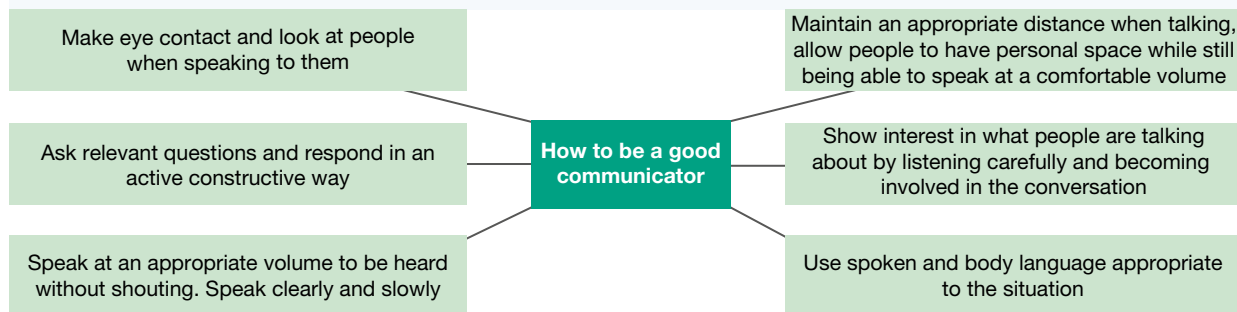 Make eye contact and look at people
when speaking to them
Maintain an appropriate distance when talking,
allow people to have personal space while still
being able to speak at a comfortable volume
Ask relevant questions and respond in an
active constructive way
How to be a good
communicator
Show interest in what people are talking
about by listening carefully and becoming
involved in the conversation
Speak at an appropriate volume to be heard
without shouting. Speak clearly and slowly
Use spoken and body language appropriate
to the situation